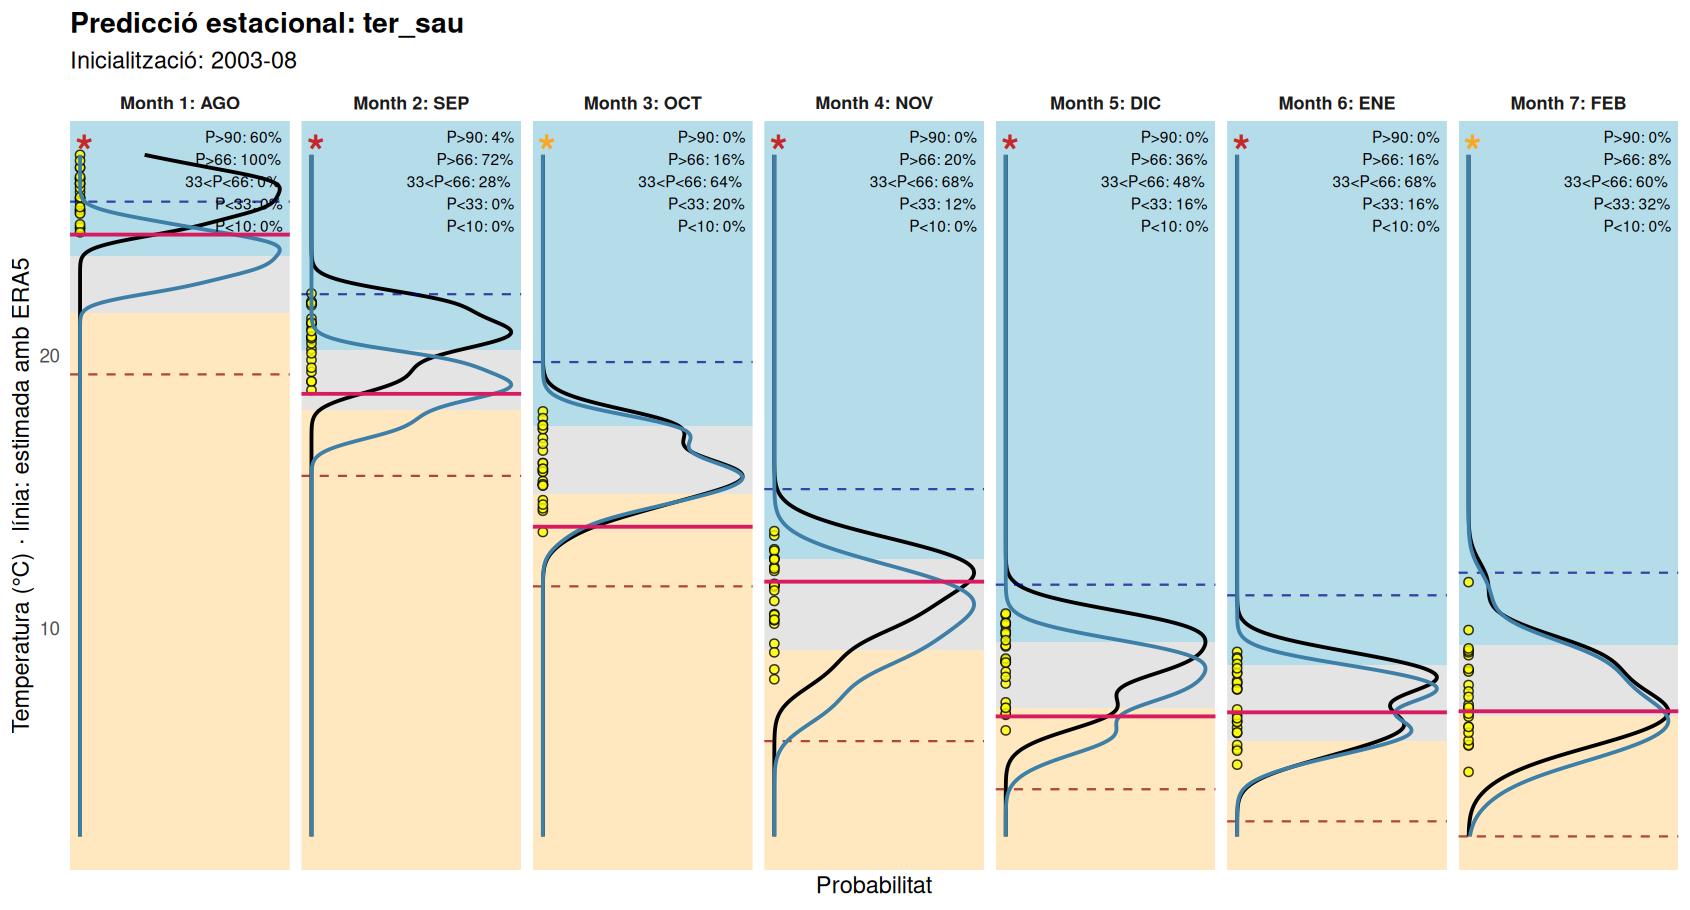 Predicció estacional: ter_sau
Inicialització: 2003-08
Month 1: AGO
Month 2: SEP
Month 3: OCT
Month 4: NOV
Month 5: DIC
Month 6: ENE
Month 7: FEB
*
P>90: 60%
P>66: 100%
33<P<66: 0%
P<33: 0%
P<10: 0%
*
P>90: 4%
P>66: 72%
33<P<66: 28%
P<33: 0%
P<10: 0%
*
P>90: 0%
P>66: 16%
33<P<66: 64%
P<33: 20%
P<10: 0%
*
P>90: 0%
P>66: 20%
33<P<66: 68%
P<33: 12%
P<10: 0%
*
P>90: 0%
P>66: 36%
33<P<66: 48%
P<33: 16%
P<10: 0%
*
P>90: 0%
P>66: 16%
33<P<66: 68%
P<33: 16%
P<10: 0%
*
P>90: 0%
P>66: 8%
33<P<66: 60%
P<33: 32%
P<10: 0%
Temperatura (°C) · línia: estimada amb ERA5
20
10
Probabilitat